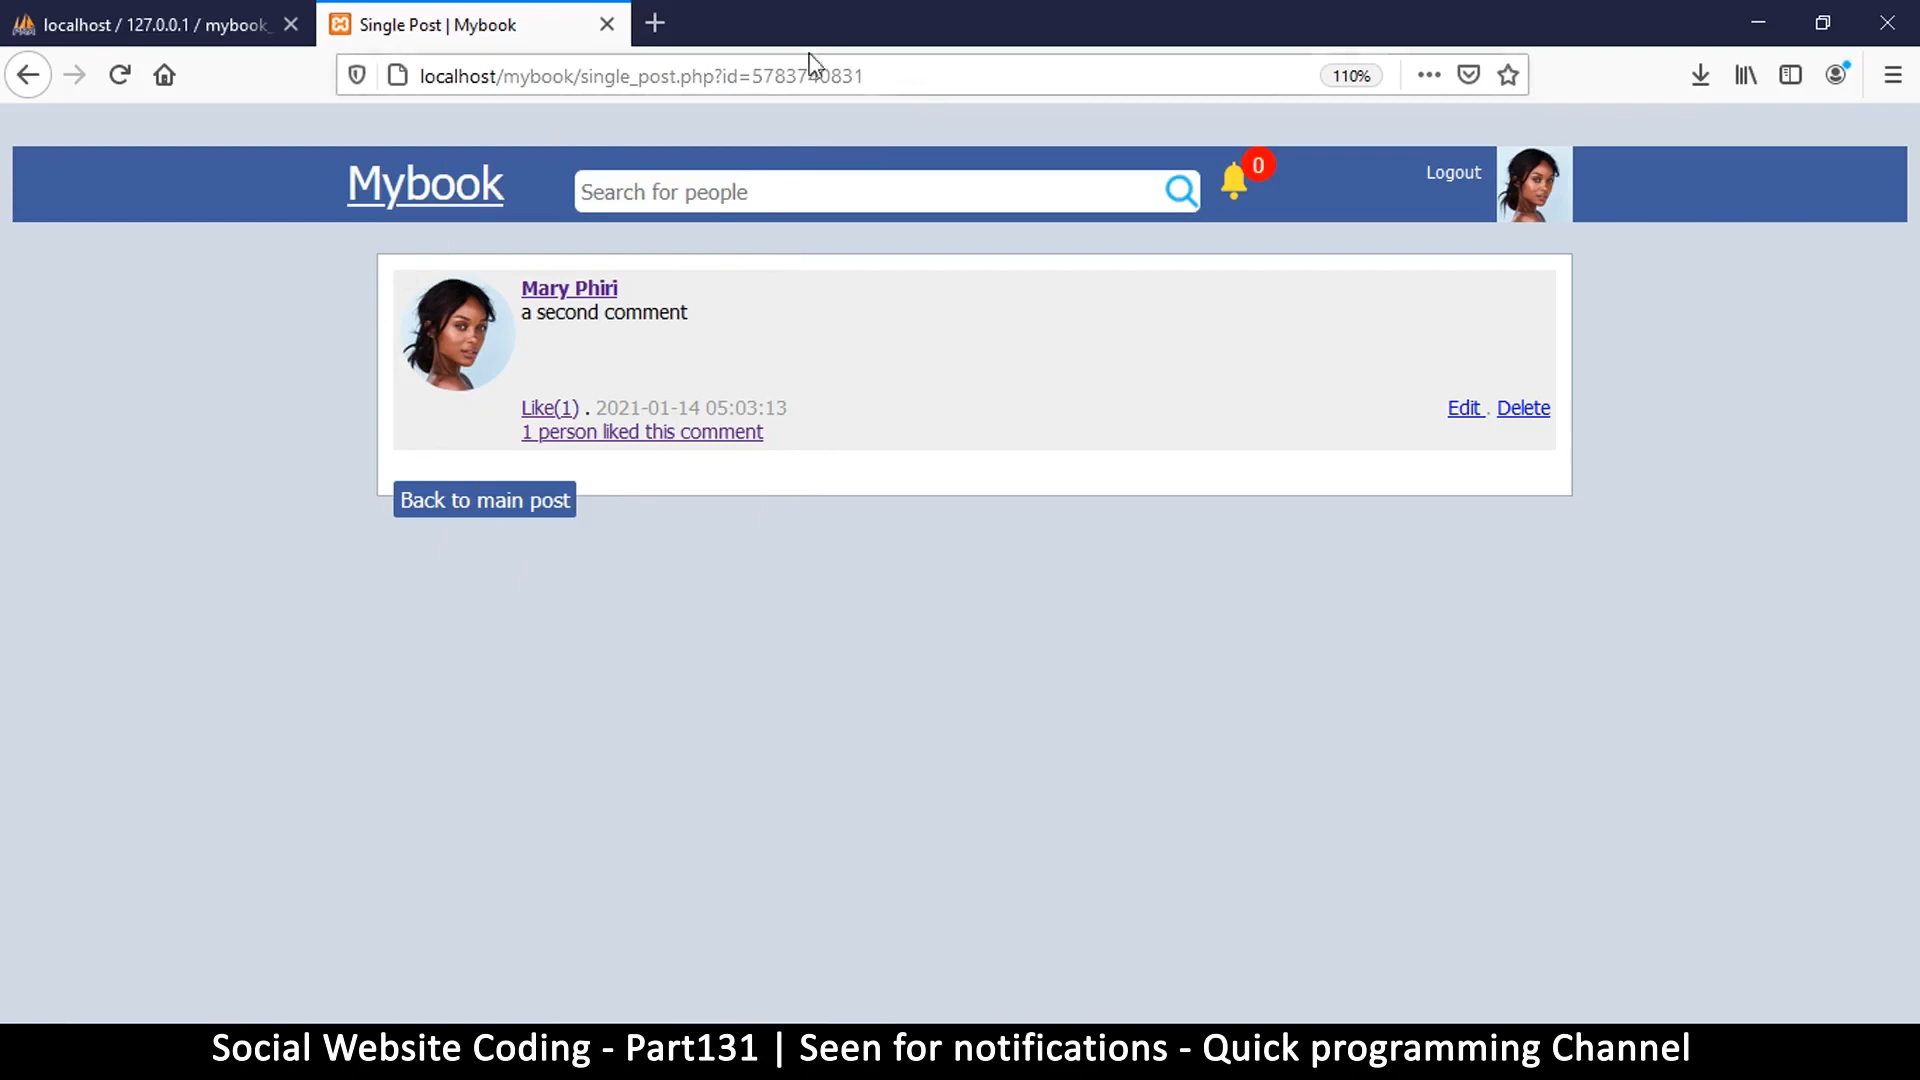 localhost / 127.0.0.1 / mybook_
Single Post | Mybook
localhost/mybook/single_post.php?id=5783740831
110%
Mybook
Search for people
0
Logout
Mary Phiri
a second comment
Like(1) . 2021-01-14 05:03:13
Edit . Delete
1 person liked this comment
Back to main post
Social Website Coding - Part131 | Seen for notifications - Quick programming Channel